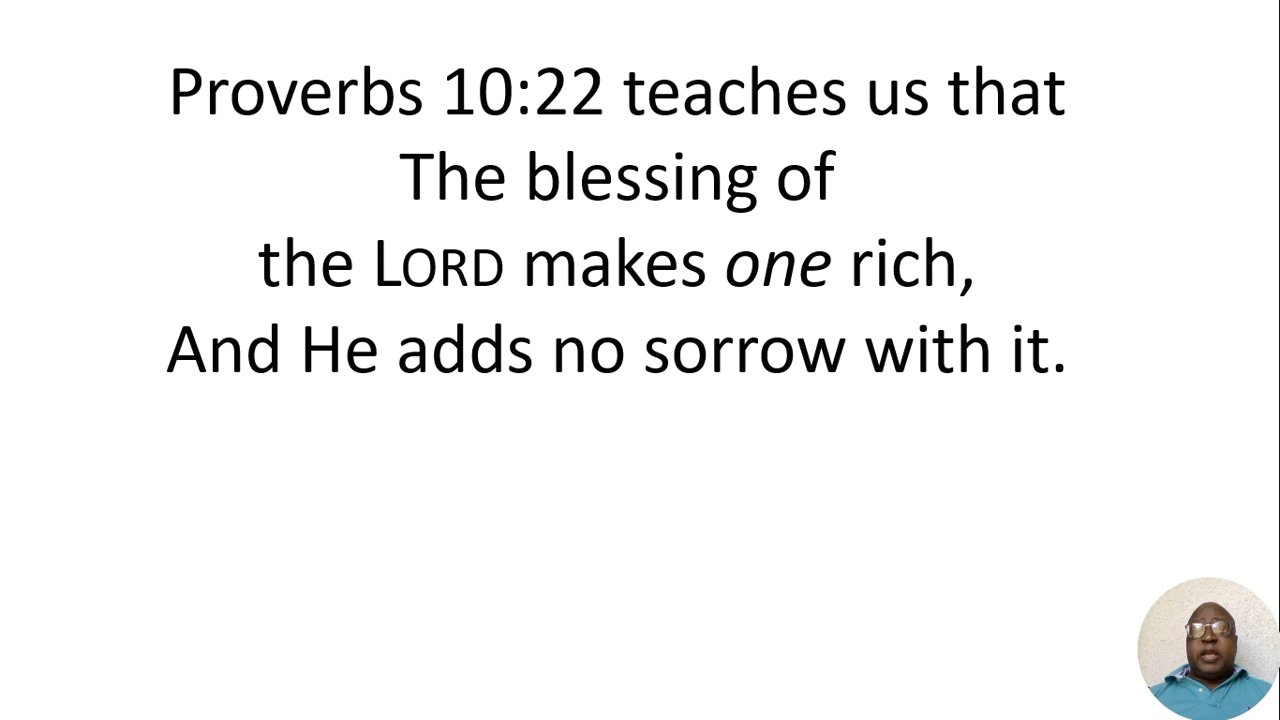 Proverbs 10:22 teaches us that
The blessing of
the LORD makes one rich,
And He adds no sorrow with it.